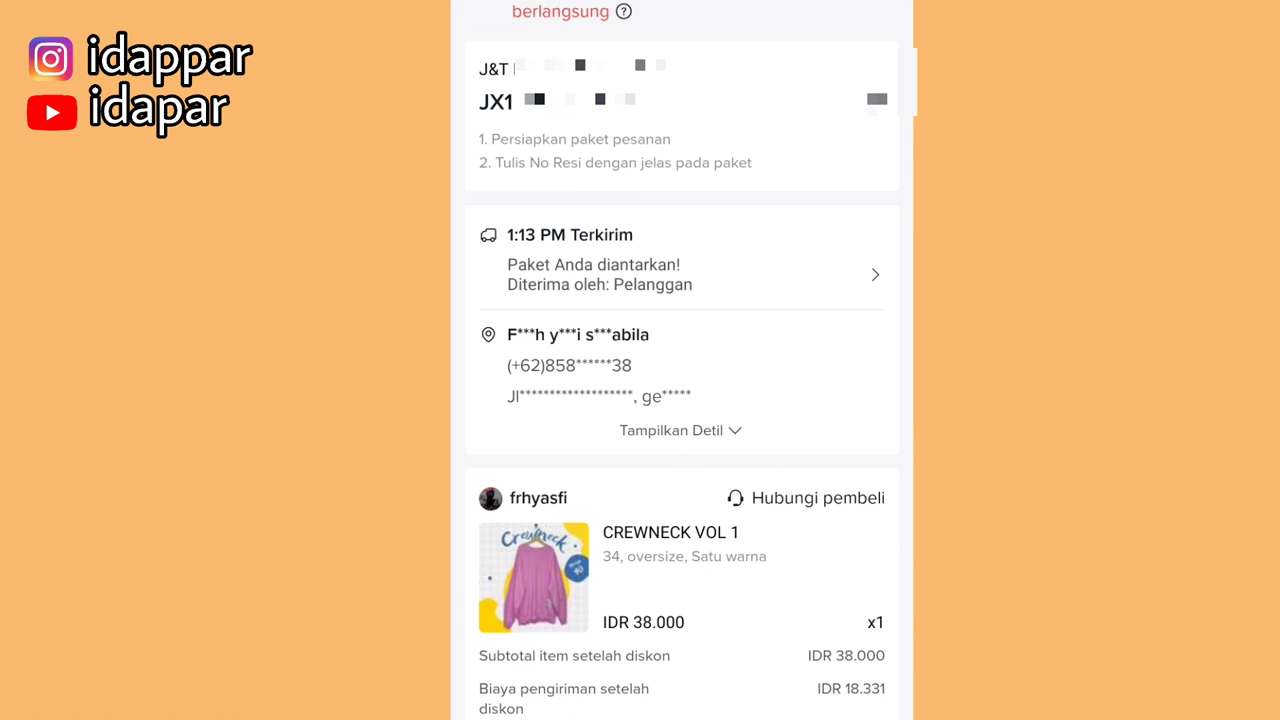 idappar
idapar
berlangsung
J&T
JX1
1. Persiapkan paket pesanan
2. Tulis No Resi dengan jelas pada paket
1:13 PM Terkirim
Paket Anda diantarkan!
Diterima oleh: Pelanggan
F***h y***i s***abila
(+62)858******38
Jl*******************, ge*****
Tampilkan Detil
frhyasfi
Hubungi pembeli
Crewneck
CREWNECK VOL 1
34, oversize, Satu warna
IDR 38.000
x1
Subtotal item setelah diskon
IDR 38.000
Biaya pengiriman setelah
diskon
IDR 18.331